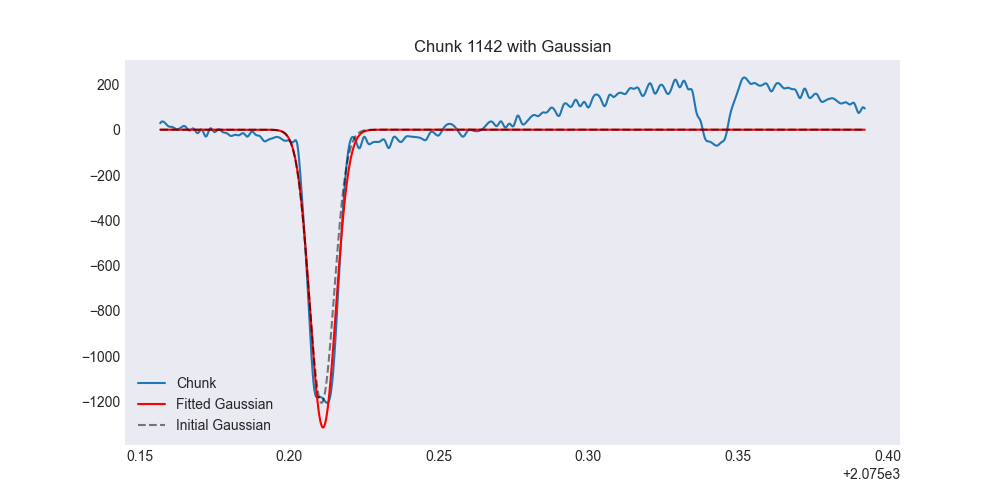 Chunk 1142 with Gaussian
200
0
−200
−400
−600
−800
−1000
−1200
Chunk
Fitted Gaussian
Initial Gaussian
0.15 0.20 0.25 0.30 0.35 0.40
+2.075e3